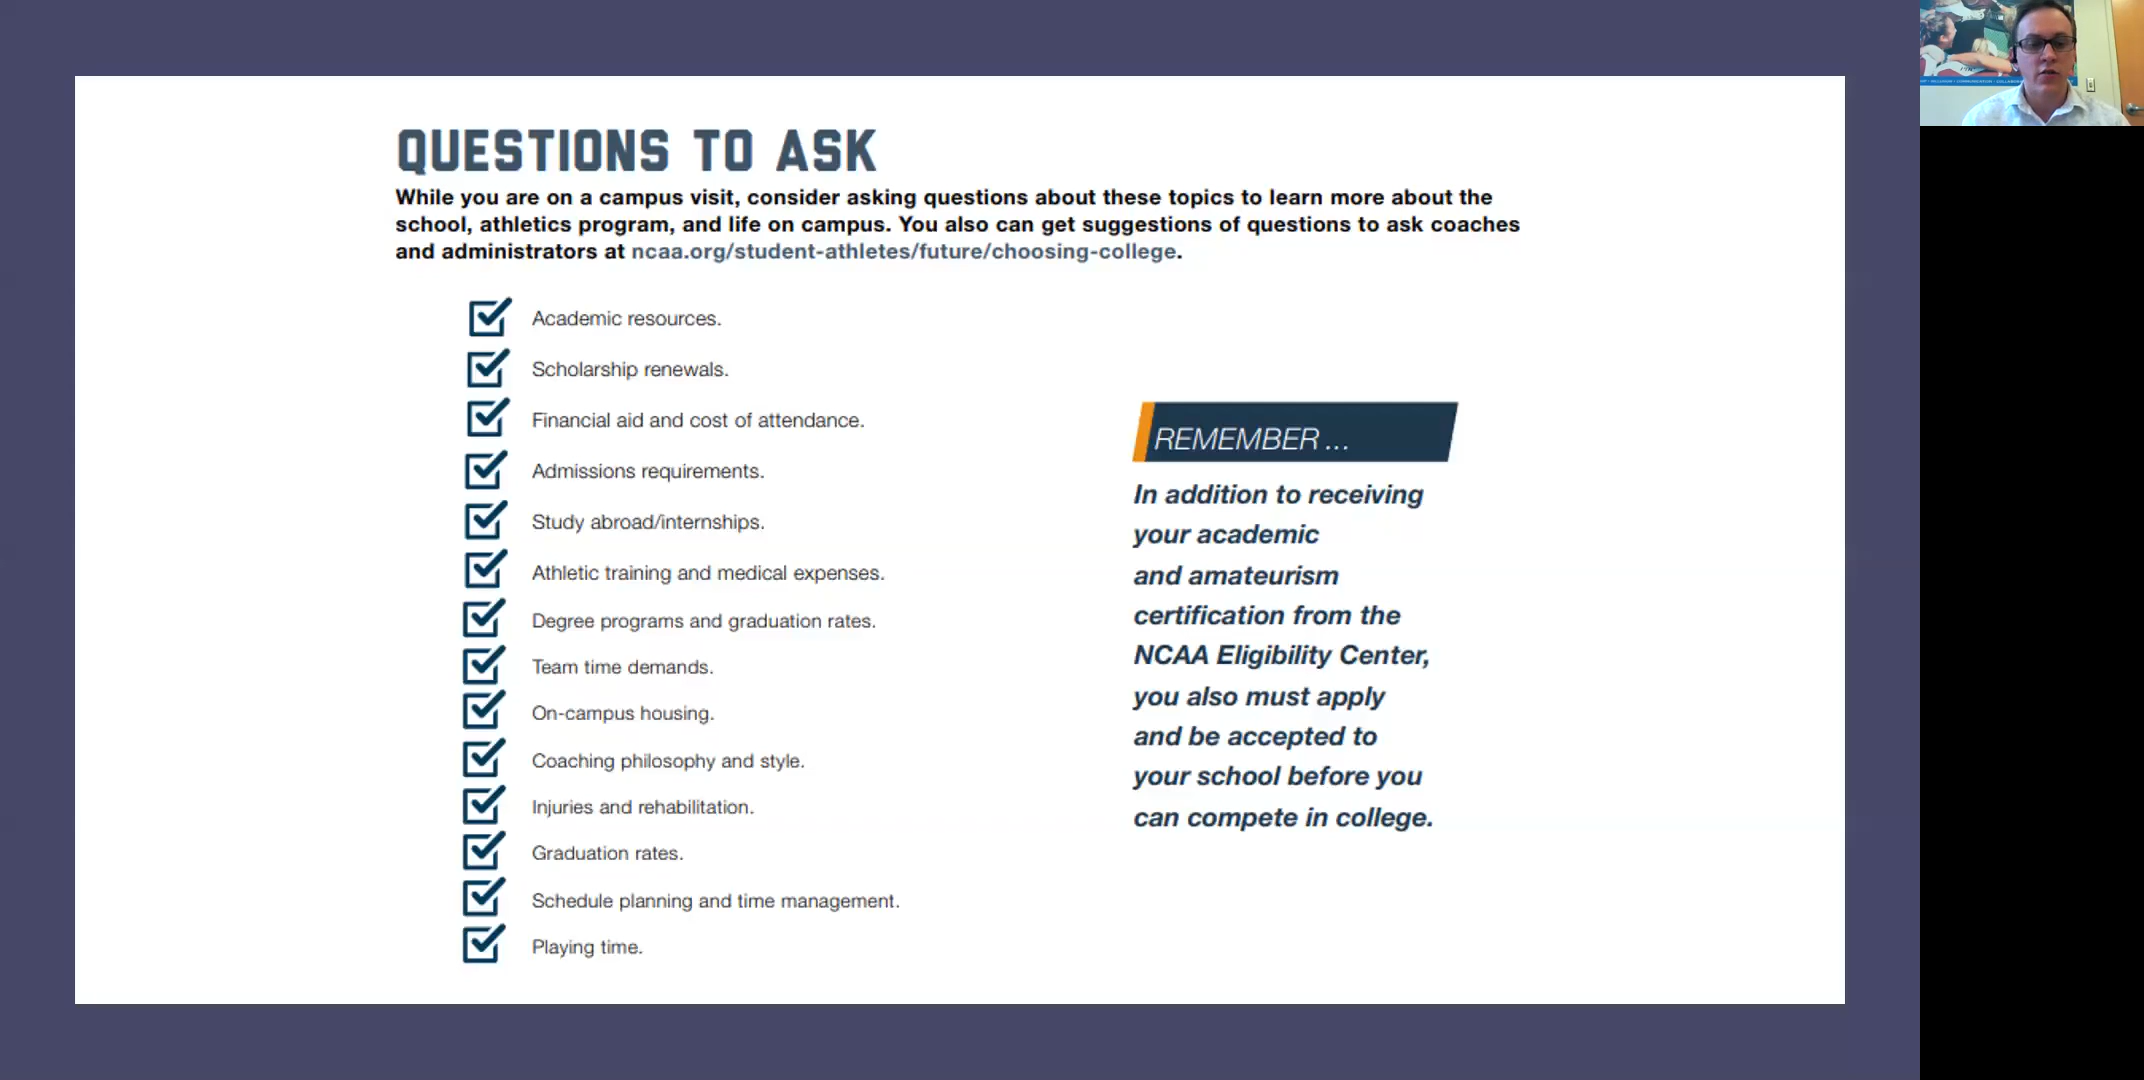 QUESTIONS TO ASK
While you are on a campus visit, consider asking questions about these topics to learn more about the
school, athletics program, and life on campus. You also can get suggestions of questions to ask coaches
and administrators at ncaa.org/student-athletes/future/choosing-college.
Academic resources.
Scholarship renewals.
Financial aid and cost of attendance.
Admissions requirements.
Study abroad/internships.
Athletic training and medical expenses.
Degree programs and graduation rates.
Team time demands.
On-campus housing.
Coaching philosophy and style.
Injuries and rehabilitation.
Graduation rates.
Schedule planning and time management.
Playing time.
REMEMBER ...
In addition to receiving
your academic
and amateurism
certification from the
NCAA Eligibility Center,
you also must apply
and be accepted to
your school before you
can compete in college.